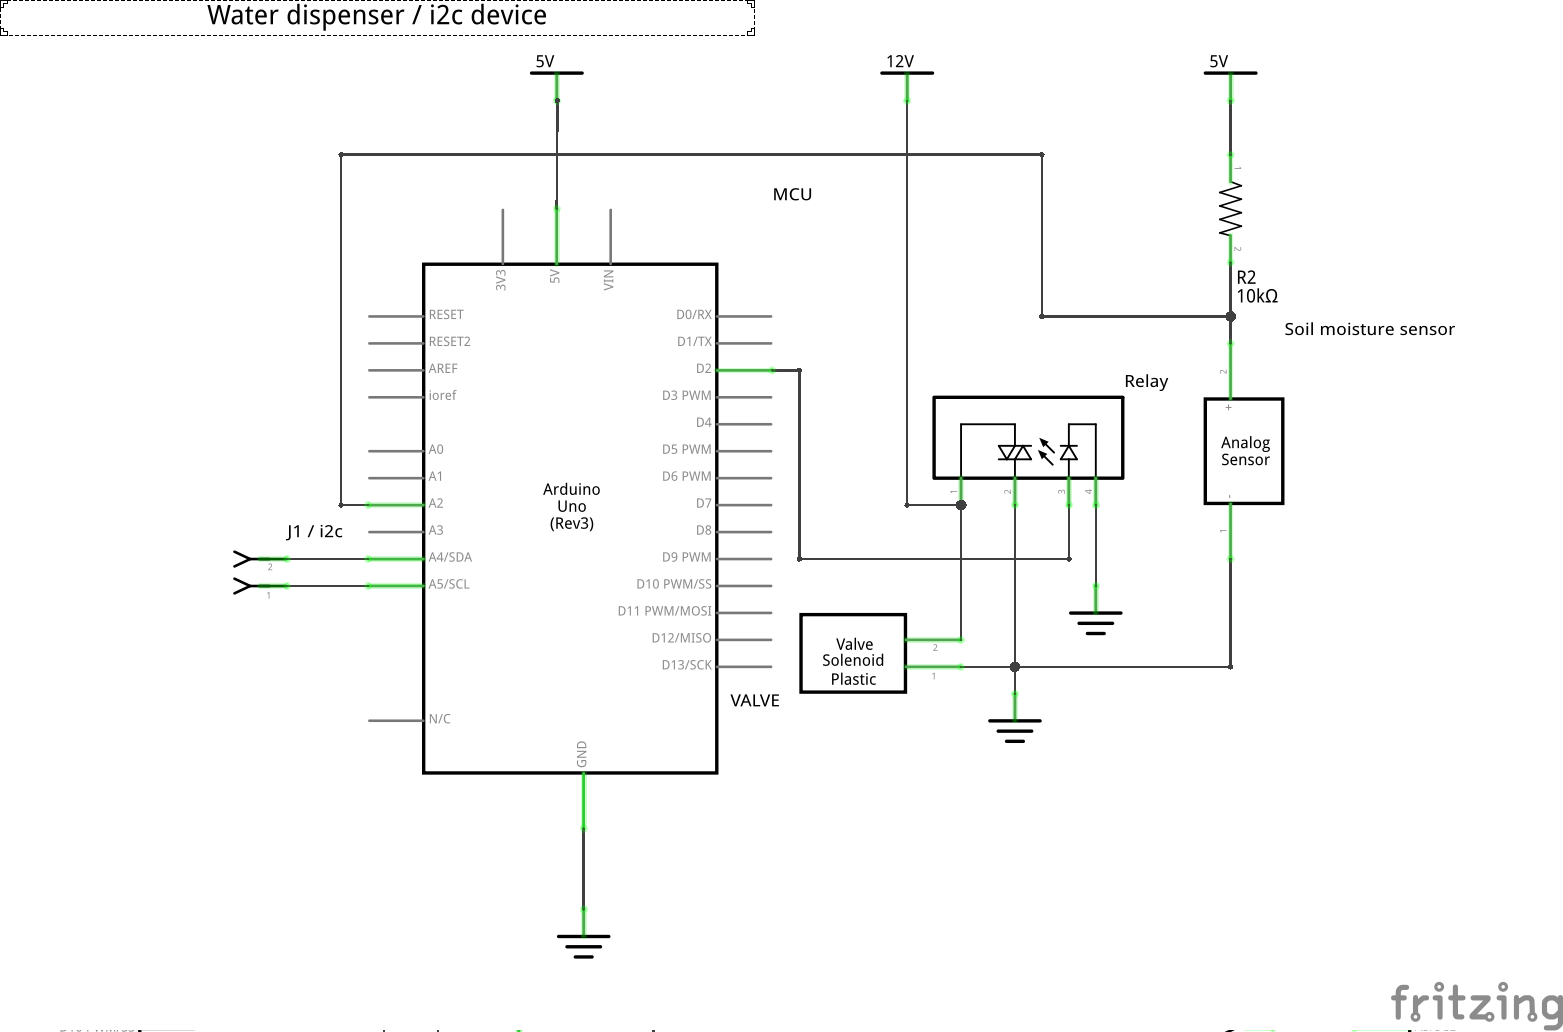 Water dispenser / i2c device
5V
12V
5V
MCU
1
2
R2
10kΩ
Soil moisture sensor
3V3
5V
VIN
RESET
RESET2
AREF
ioref
A0
A1
A2
A3
A4/SDA
A5/SCL
N/C
D0/RX
D1/TX
D2
D3 PWM
D4
D5 PWM
D6 PWM
D7
D8
D9 PWM
D10 PWM/SS
D11 PWM/MOSI
D12/MISO
D13/SCK
GND
Arduino
Uno
(Rev3)
J1 / i2c
2
1
Relay
1
2
3
4
2
+
Analog
Sensor
-
1
Valve
Solenoid
Plastic
2
1
VALVE
fritzing